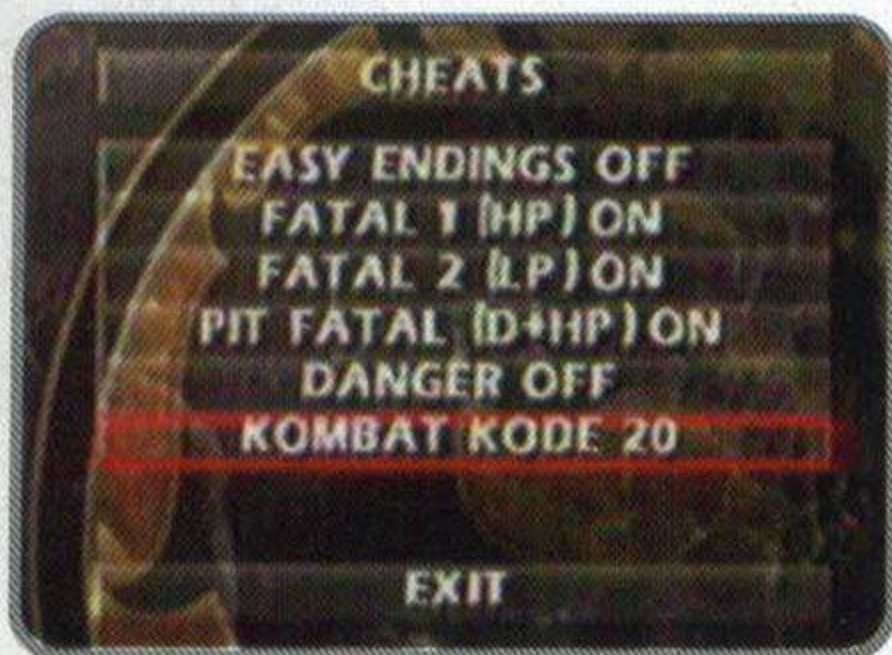 CHEATS
EASY ENDINGS OFF
FATAL 1 (HP) ON
FATAL 2 (LP) ON
PIT FATAL (D+HP) ON
DANGER OFF
KOMBAT KODE 20
EXIT